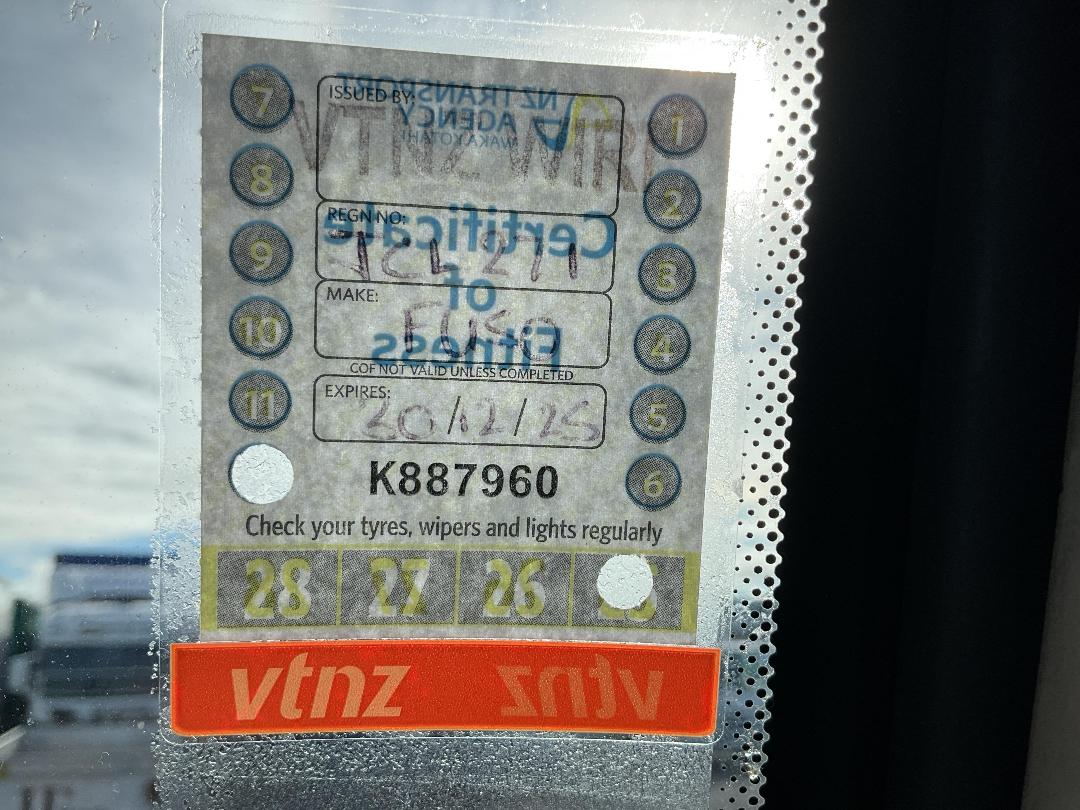 7
8
9
10
11
1
2
3
4
5
6
ISSUED BY:
NZ TRANSPORT
AGENCY
WAKA KOTAHI
VTNZ WIRI
Certificate
of
Fitness
REGN NO:
271
MAKE:
FUSO
COF NOT VALID UNLESS COMPLETED
EXPIRES:
20/12/25
K887960
Check your tyres, wipers and lights regularly
28 27 26
vtnz vtnz